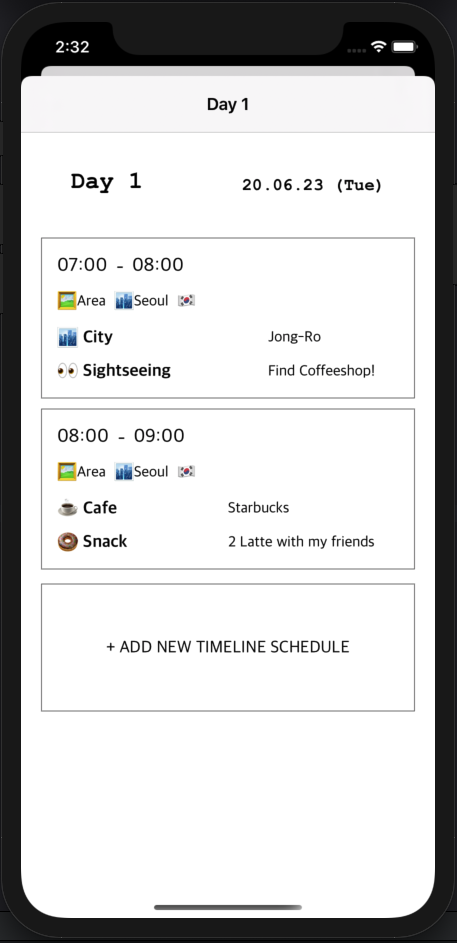 2:32
Day 1
Day 1 20.06.23 (Tue)
07:00 - 08:00
🖼️Area 🏙️Seoul 🇰🇷
🏙️ City Jong-Ro
👀 Sightseeing Find Coffeeshop!
08:00 - 09:00
🖼️Area 🏙️Seoul 🇰🇷
☕ Cafe Starbucks
🍩 Snack 2 Latte with my friends
+ ADD NEW TIMELINE SCHEDULE